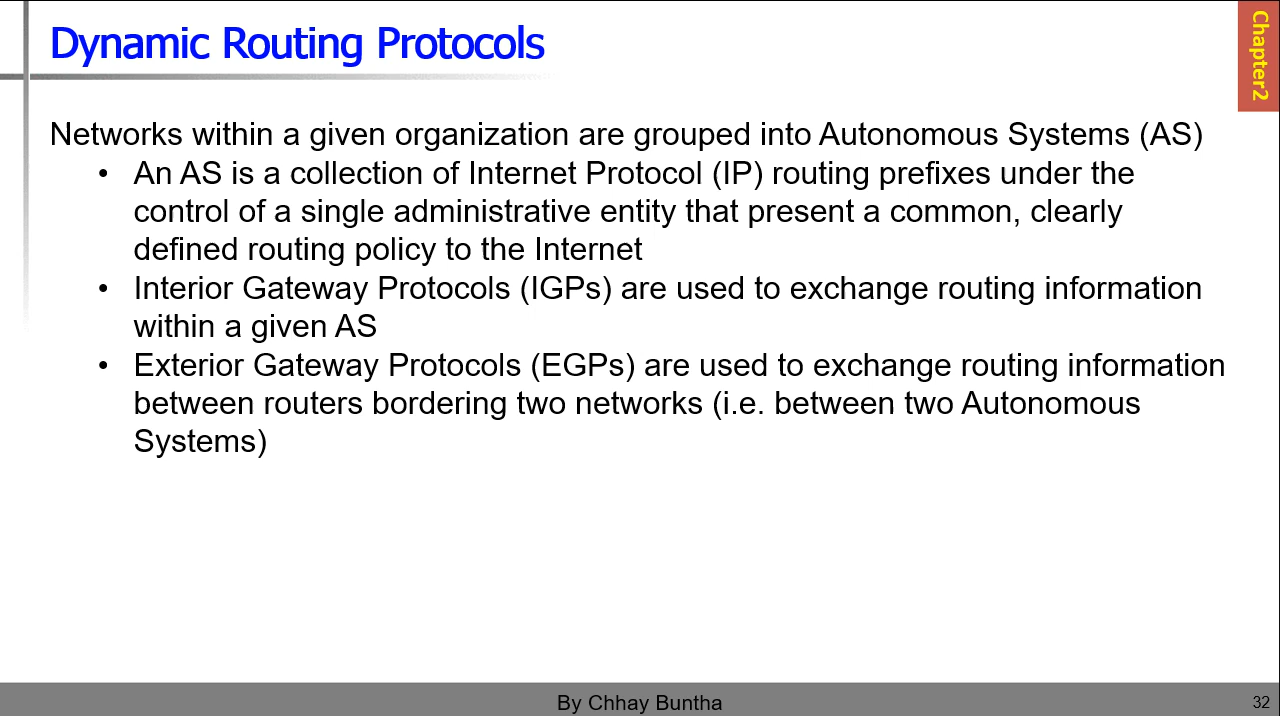 Dynamic Routing Protocols
Chapter2
Networks within a given organization are grouped into Autonomous Systems (AS)
• An AS is a collection of Internet Protocol (IP) routing prefixes under the
control of a single administrative entity that present a common, clearly
defined routing policy to the Internet
• Interior Gateway Protocols (IGPs) are used to exchange routing information
within a given AS
• Exterior Gateway Protocols (EGPs) are used to exchange routing information
between routers bordering two networks (i.e. between two Autonomous
Systems)
By Chhay Buntha
32